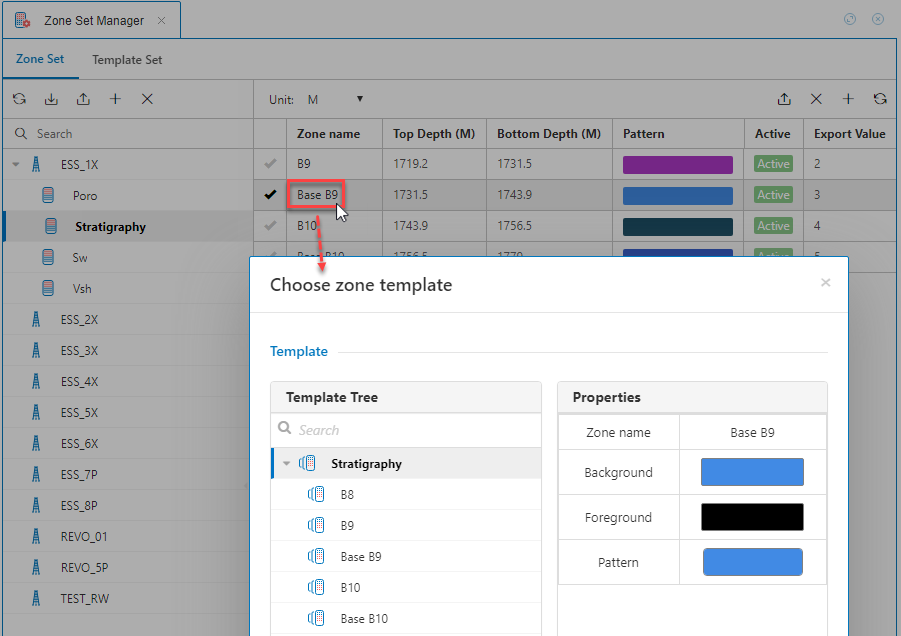 Zone Set Manager
Zone Set Template Set
Unit: M
Search
Zone name Top Depth (M) Bottom Depth (M) Pattern Active Export Value
ESS_1X
B9 1719.2 1731.5 Active 2
Poro
Base B9 1731.5 1743.9 Active 3
Stratigraphy
B10 1743.9 1756.5 Active 4
Sw
Base B10 1756.5 1770 Active 5
Vsh
ESS_2X
ESS_3X
ESS_4X
ESS_5X
ESS_6X
ESS_7P
ESS_8P
REVO_01
REVO_5P
TEST_RW
Choose zone template
Template
Template Tree
Search
Stratigraphy
B8
B9
Base B9
B10
Base B10
Properties
Zone name Base B9
Background
Foreground
Pattern